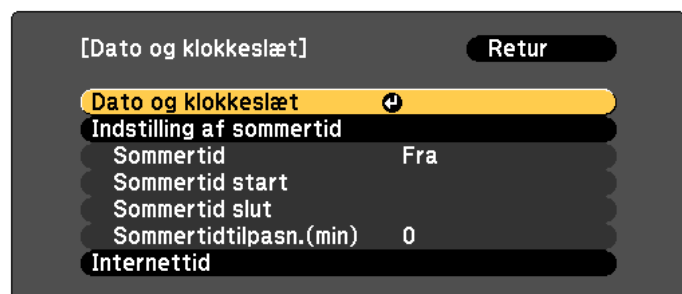 [Dato og klokkeslæt] Retur
Dato og klokkeslæt
Indstilling af sommertid
Sommertid Fra
Sommertid start
Sommertid slut
Sommertidtilpasn.(min) 0
Internettid